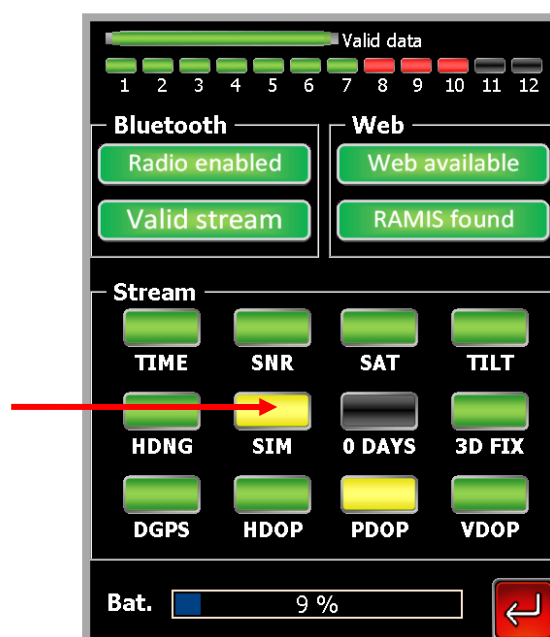 Valid data
1 2 3 4 5 6 7 8 9 10 11 12
Bluetooth
Web
Radio enabled
Web available
Valid stream
RAMIS found
Stream
TIME SNR SAT TILT
HDNG SIM 0 DAYS 3D FIX
DGPS HDOP PDOP VDOP
Bat. 9 %